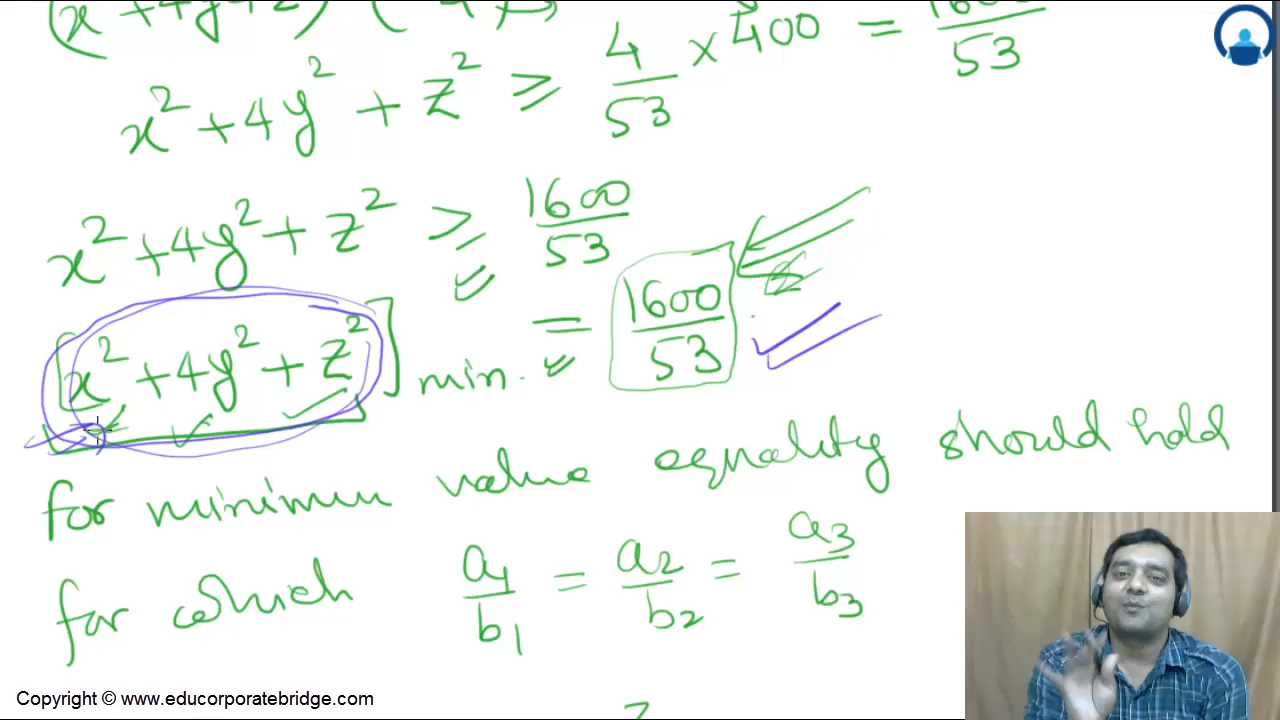 x² + 4y² + z² ≥ 4/53 × 400 = 1600/53
x² + 4y² + z² ≥ 1600/53
[x² + 4y² + z²] min. = 1600/53
for minimum value equality should hold
for which a1/b1 = a2/b2 = a3/b3
Copyright © www.educorporatebridge.com